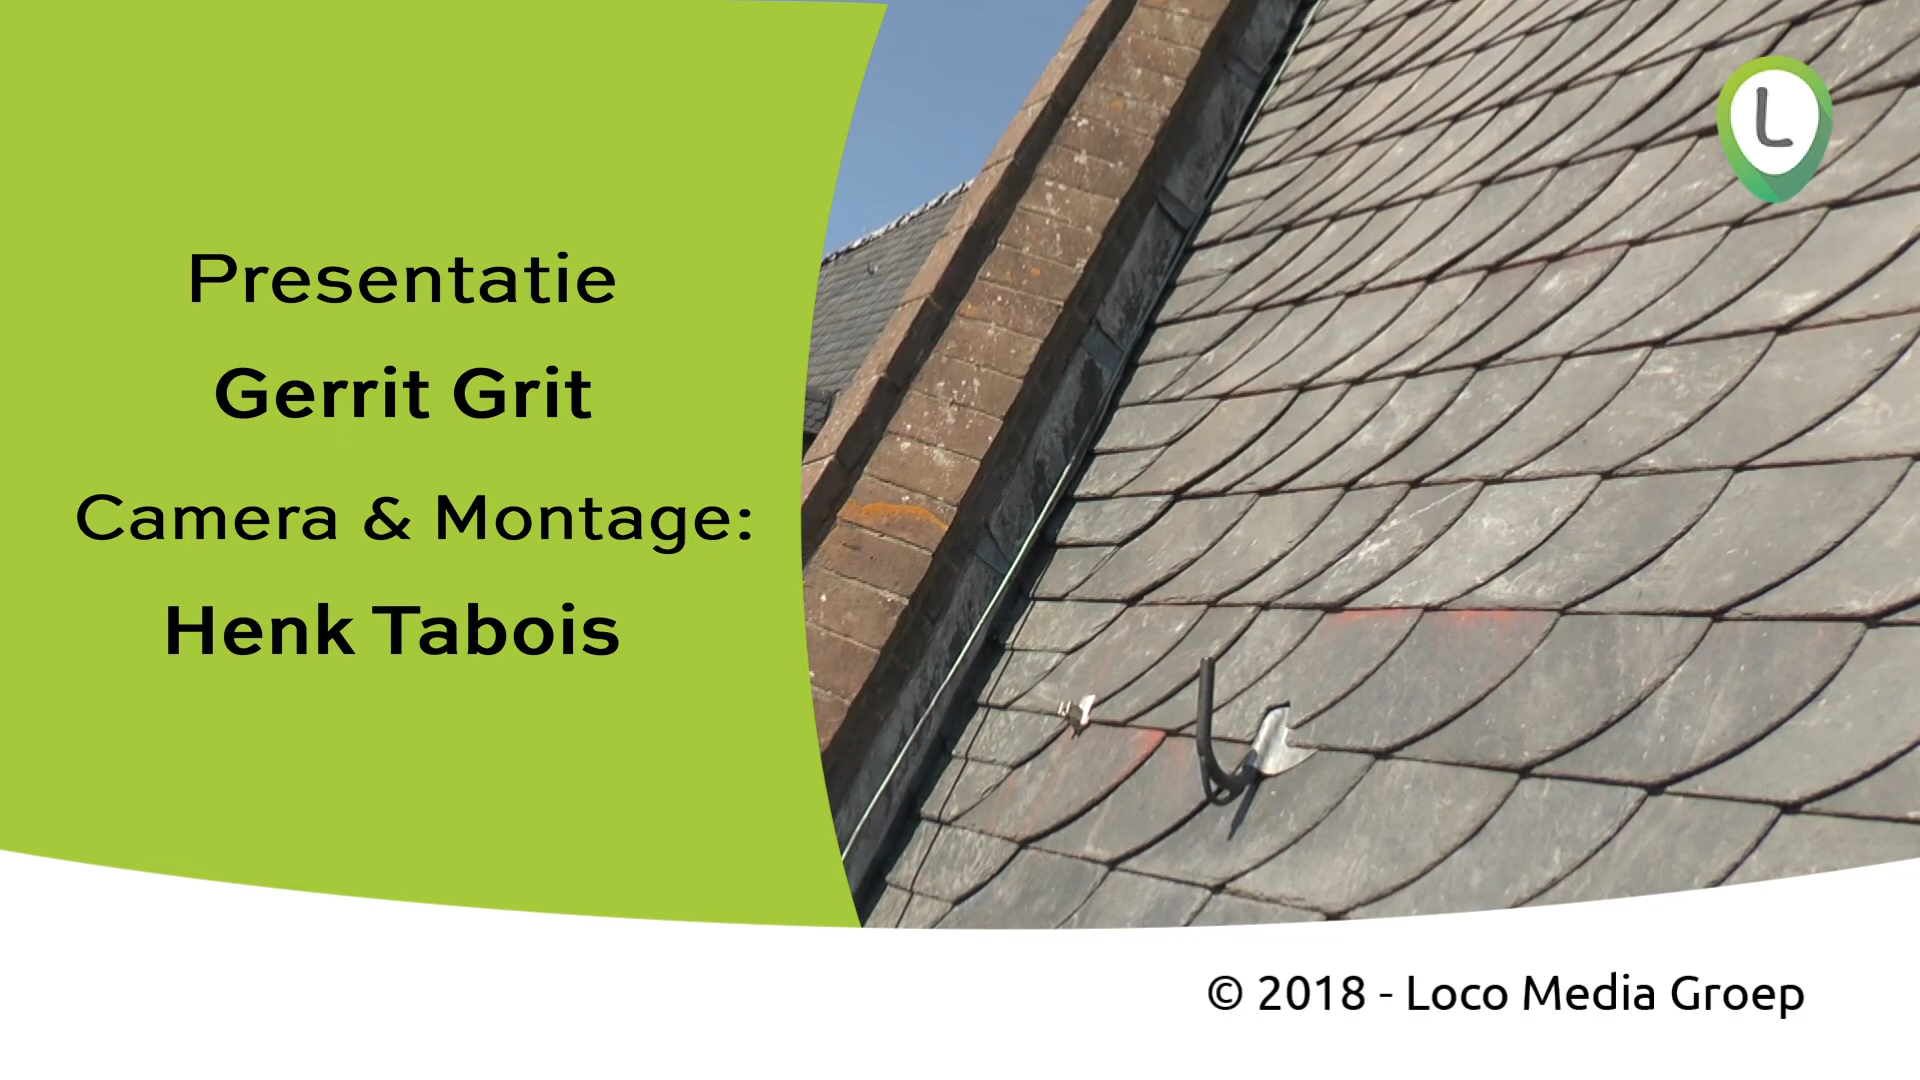 Presentatie
Gerrit Grit
Camera & Montage:
Henk Tabois
L
© 2018 - Loco Media Groep